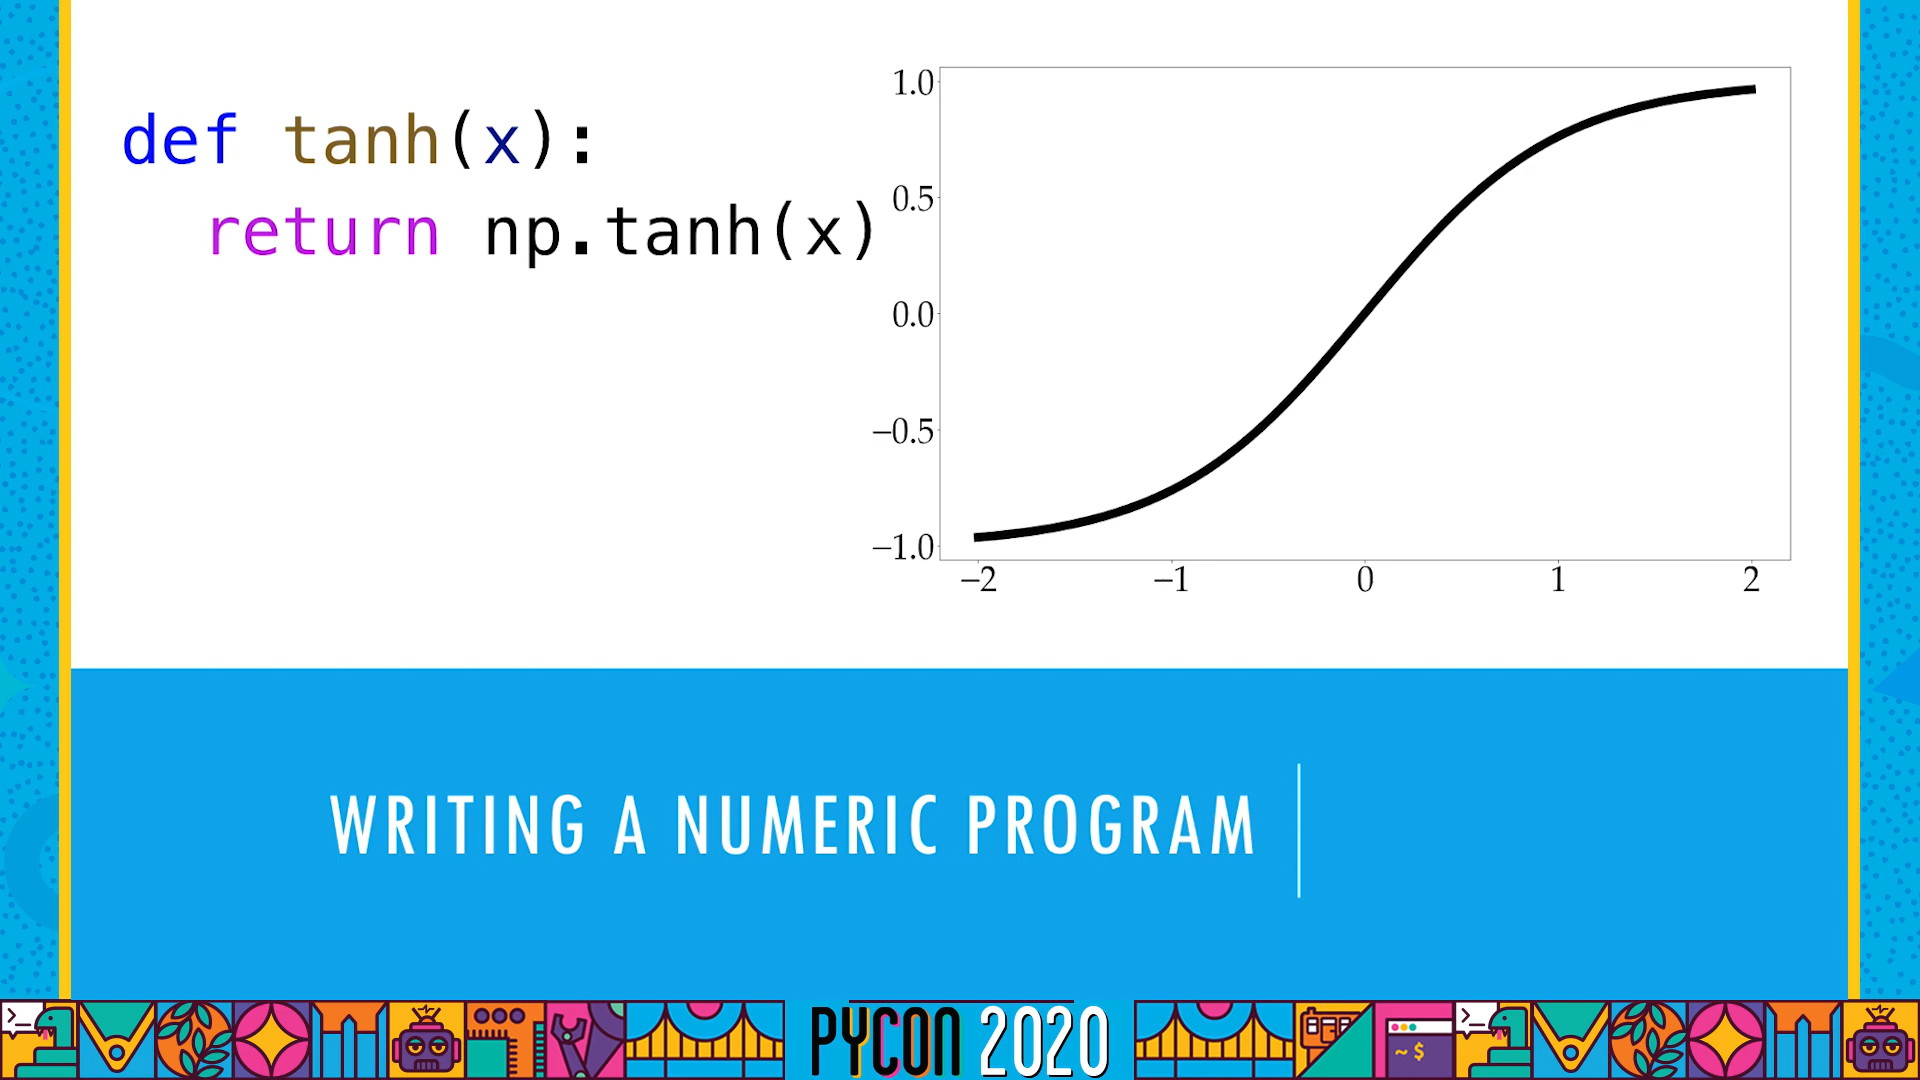 def tanh(x):
return np.tanh(x)
1.0
0.5
0.0
−0.5
−1.0
−2 −1 0 1 2
WRITING A NUMERIC PROGRAM
PYCON 2020
~ $